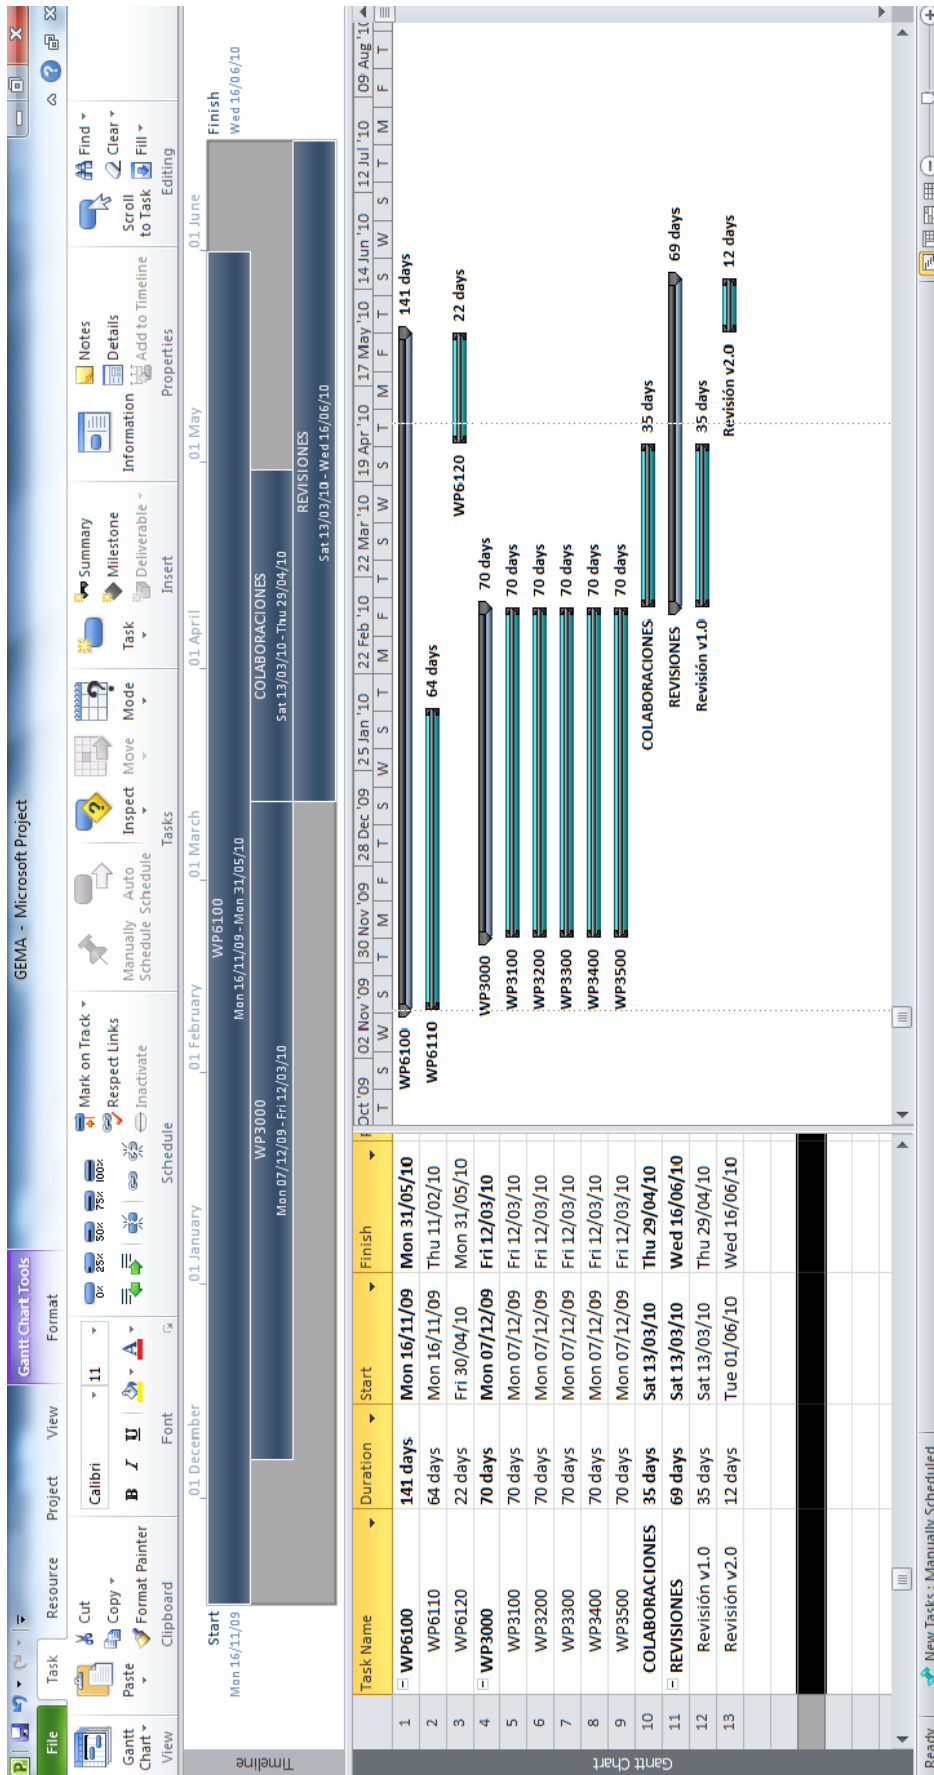 GEMA - Microsoft Project
Gantt Chart Tools
File
Task
Resource
Project
View
Format
Gantt Chart
View
Paste
Cut
Copy
Format Painter
Clipboard
Calibri
11
B I U
A
Font
0% 25% 50% 75% 100%
Mark on Track
Respect Links
Inactivate
Schedule
Manually Schedule
Auto Schedule
Inspect
Move
Mode
Tasks
Task
Summary
Milestone
Deliverable
Insert
Information
Notes
Details
Add to Timeline
Properties
Scroll to Task
Find
Clear
Fill
Editing
Timeline
Start
Mon 16/11/09
01 December
01 January
01 February
01 March
01 April
01 May
01 June
Finish
Wed 16/06/10
WP6100
Mon 16/11/09 - Mon 31/05/10
WP3000
Mon 07/12/09 - Fri 12/03/10
COLABORACIONES
Sat 13/03/10 - Thu 29/04/10
REVISIONES
Sat 13/03/10 - Wed 16/06/10
Gantt Chart
Task Name Duration Start Finish
1 WP6100 141 days Mon 16/11/09 Mon 31/05/10
2 WP6110 64 days Mon 16/11/09 Thu 11/02/10
3 WP6120 22 days Fri 30/04/10 Mon 31/05/10
4 WP3000 70 days Mon 07/12/09 Fri 12/03/10
5 WP3100 70 days Mon 07/12/09 Fri 12/03/10
6 WP3200 70 days Mon 07/12/09 Fri 12/03/10
7 WP3300 70 days Mon 07/12/09 Fri 12/03/10
8 WP3400 70 days Mon 07/12/09 Fri 12/03/10
9 WP3500 70 days Mon 07/12/09 Fri 12/03/10
10 COLABORACIONES 35 days Sat 13/03/10 Thu 29/04/10
11 REVISIONES 69 days Sat 13/03/10 Wed 16/06/10
12 Revisión v1.0 35 days Sat 13/03/10 Thu 29/04/10
13 Revisión v2.0 12 days Tue 01/06/10 Wed 16/06/10
Oct '09 02 Nov '09 30 Nov '09 28 Dec '09 25 Jan '10 22 Feb '10 22 Mar '10 19 Apr '10 17 May '10 14 Jun '10 12 Jul '10 09 Aug '10
T S W S T M F T S W S T M F T S W S T M F T S W S T M F T
WP6100 141 days
WP6110 64 days
WP6120 22 days
WP3000 70 days
WP3100 70 days
WP3200 70 days
WP3300 70 days
WP3400 70 days
WP3500 70 days
COLABORACIONES 35 days
REVISIONES 69 days
Revisión v1.0 35 days
Revisión v2.0 12 days
Ready
New Tasks : Manually Scheduled